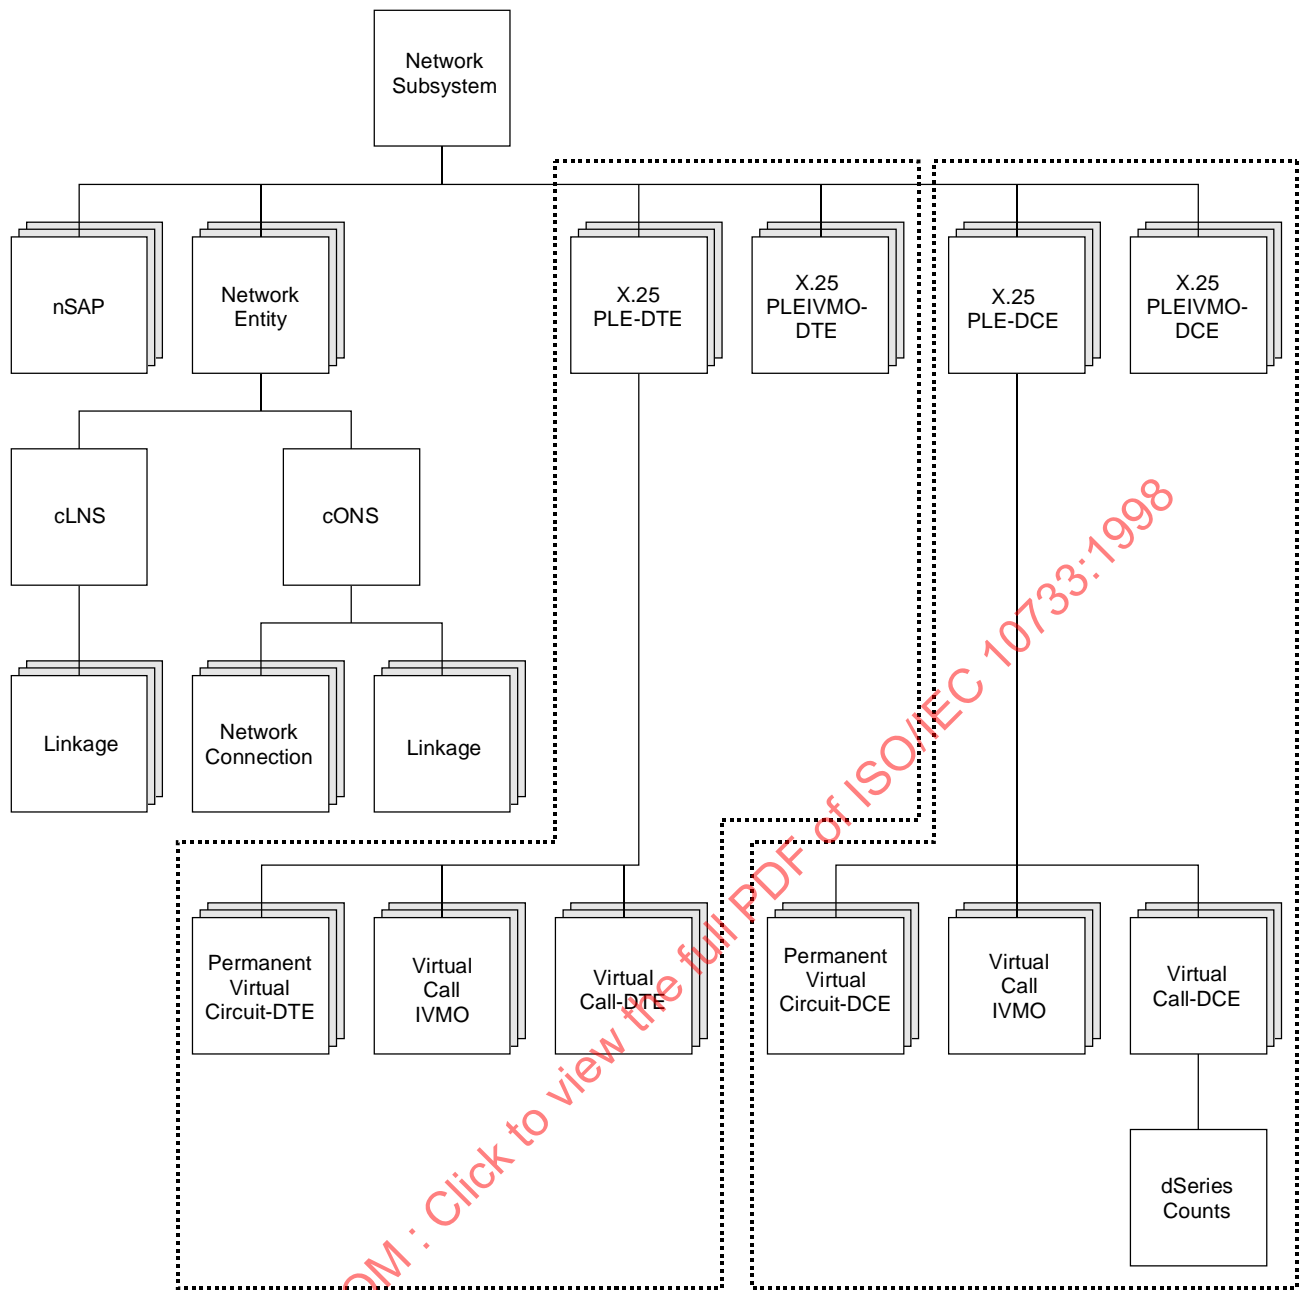 Network
Subsystem
nSAP
Network
Entity
X.25
PLE-DTE
X.25
PLEIVMO-
DTE
X.25
PLE-DCE
X.25
PLEIVMO-
DCE
cLNS
cONS
Linkage
Network
Connection
Linkage
Permanent
Virtual
Circuit-DTE
Virtual
Call
IVMO
Virtual
Call-DTE
Permanent
Virtual
Circuit-DCE
Virtual
Call
IVMO
Virtual
Call-DCE
dSeries
Counts
OM : Click to view the full PDF of ISO/IEC 10733:1998